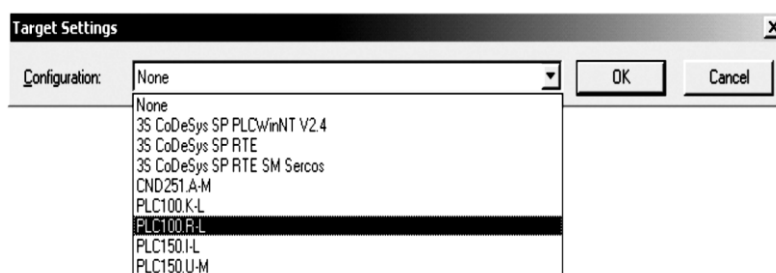 Target Settings
X
Configuration: None OK Cancel
None
3S CoDeSys SP PLCWinNT V2.4
3S CoDeSys SP RTE
3S CoDeSys SP RTE SM Sercos
CND251.A-M
PLC100.K-L
PLC100.R-L
PLC150.I-L
PLC150.U-M